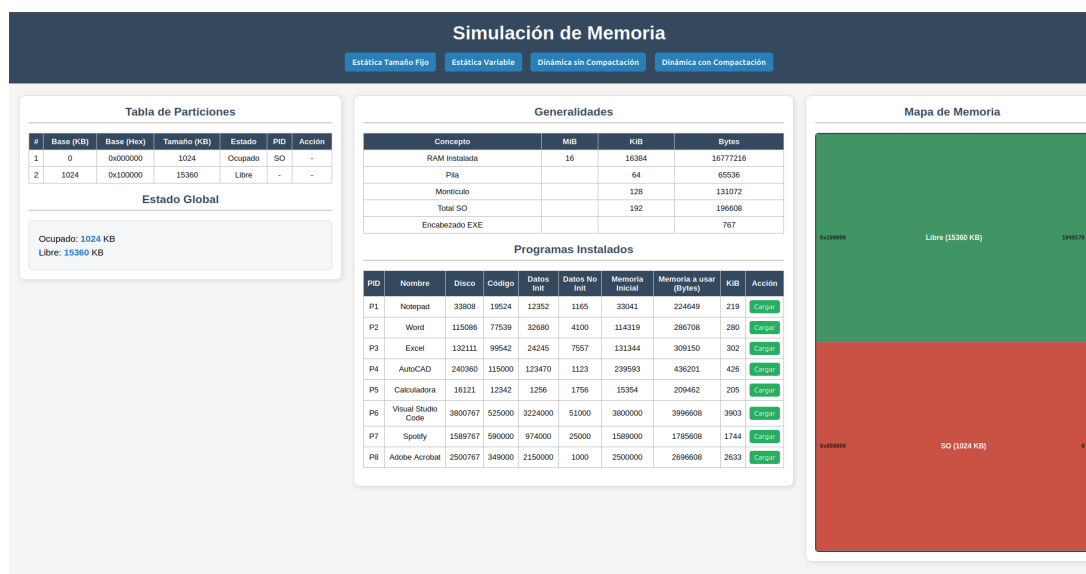 Simulación de Memoria
Estática Tamaño Fijo Estática Variable Dinámica sin Compactación Dinámica con Compactación
Tabla de Particiones
# Base (KB) Base (Hex) Tamaño (KB) Estado PID Acción
1 0 0x000000 1024 Ocupado SO -
2 1024 0x100000 15360 Libre - -
Estado Global
Ocupado: 1024 KB
Libre: 15360 KB
Generalidades
Concepto MiB KiB Bytes
RAM Instalada 16 16384 16777216
Pila 64 65536
Montículo 128 131072
Total SO 192 196608
Encabezado EXE 767
Programas Instalados
PID Nombre Disco Código Datos Init Datos No Init Memoria Inicial Memoria a usar (Bytes) KiB Acción
P1 Notepad 33808 19524 12352 1165 33041 224649 219 Cargar
P2 Word 115086 77539 32680 4100 114319 286708 280 Cargar
P3 Excel 132111 99542 24245 7557 131344 309150 302 Cargar
P4 AutoCAD 240360 115000 123470 1123 239593 436201 426 Cargar
P5 Calculadora 16121 12342 1256 1756 15354 209462 205 Cargar
P6 Visual Studio Code 3800767 525000 3224000 51000 3800000 3996608 3903 Cargar
P7 Spotify 1589767 590000 974000 25000 1589000 1785608 1744 Cargar
P8 Adobe Acrobat 2500767 349000 2150000 1000 2500000 2696608 2633 Cargar
Mapa de Memoria
0x100000 Libre (15360 KB) 1048576
0x000000 SO (1024 KB) 0